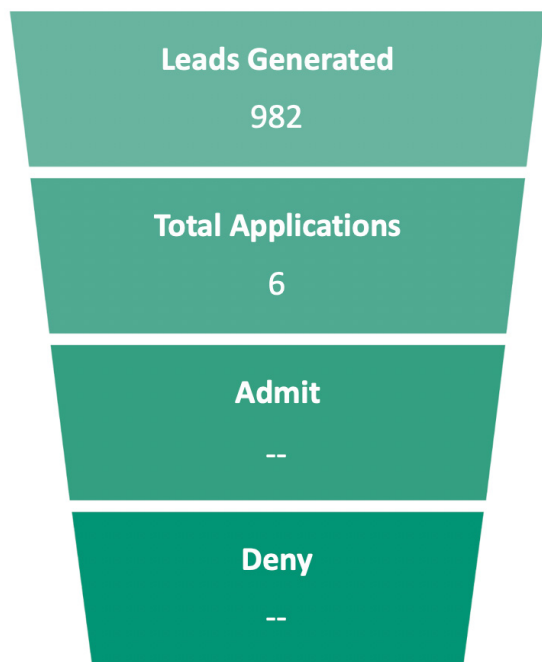 Leads Generated
982
Total Applications
6
Admit
--
Deny
--